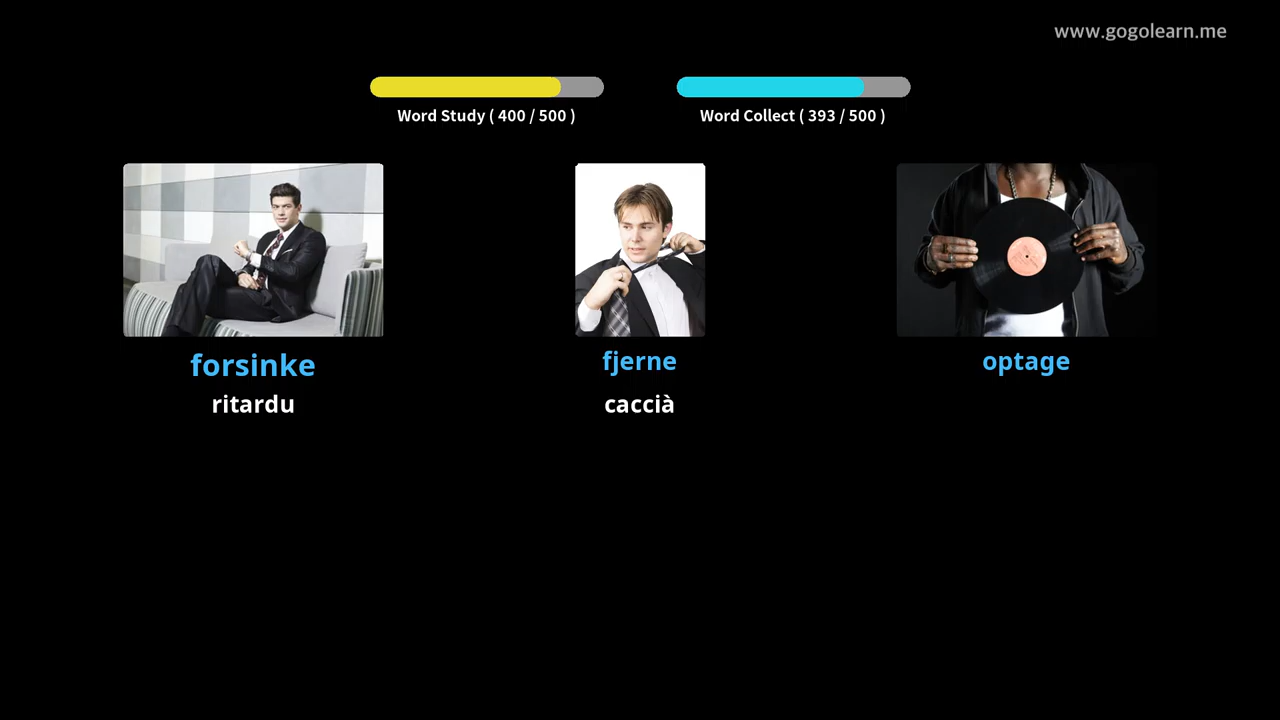 www.gogolearn.me
Word Study ( 400 / 500 )
Word Collect ( 393 / 500 )
forsinke
ritardu
fjerne
caccià
optage